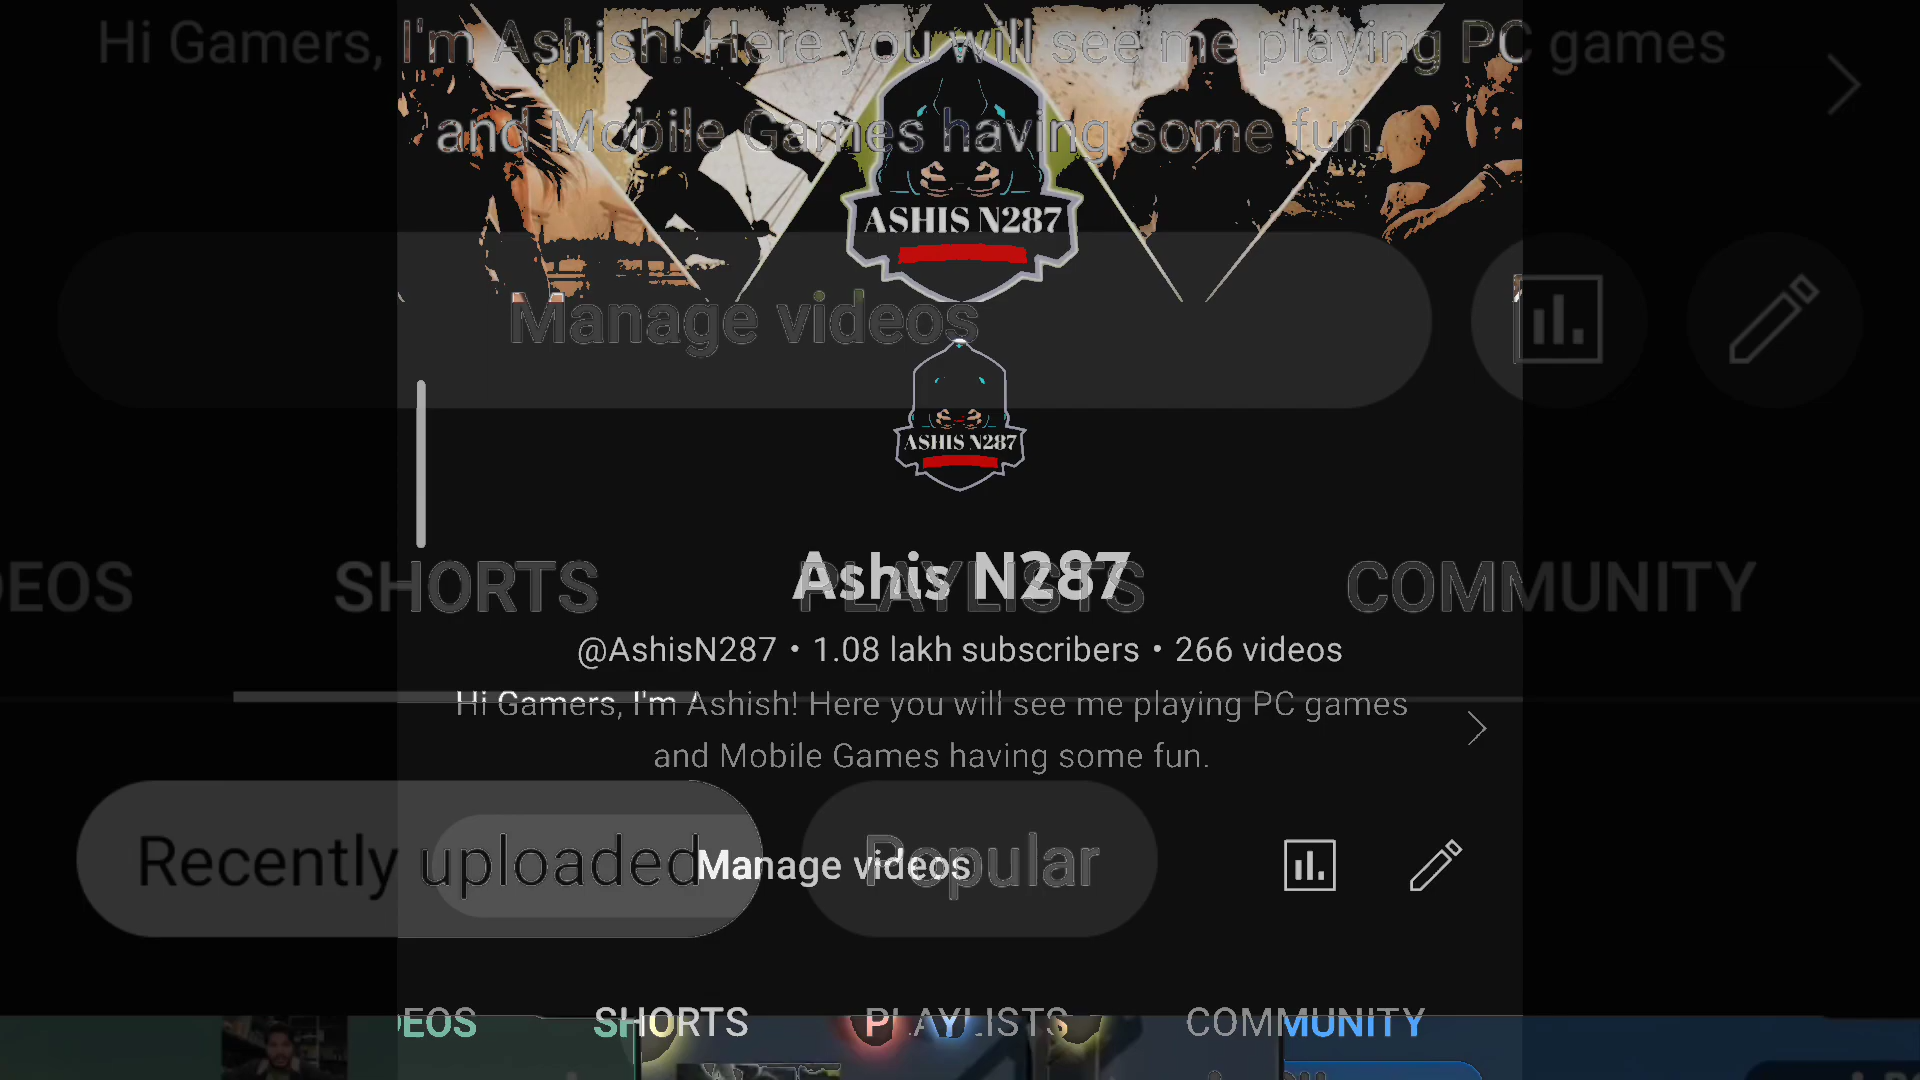 Hi Gamers, I'm Ashish! Here you will see me playing PC games
and Mobile Games having some fun.
ASHIS N287
Manage videos
ASHIS N287
DEOS SHORTS PLAYLISTS COMMUNITY
Ashis N287
@AshisN287 • 1.08 lakh subscribers • 266 videos
Hi Gamers, I'm Ashish! Here you will see me playing PC games
and Mobile Games having some fun.
Recently uploaded Popular
Manage videos
DEOS SHORTS PLAYLISTS COMMUNITY